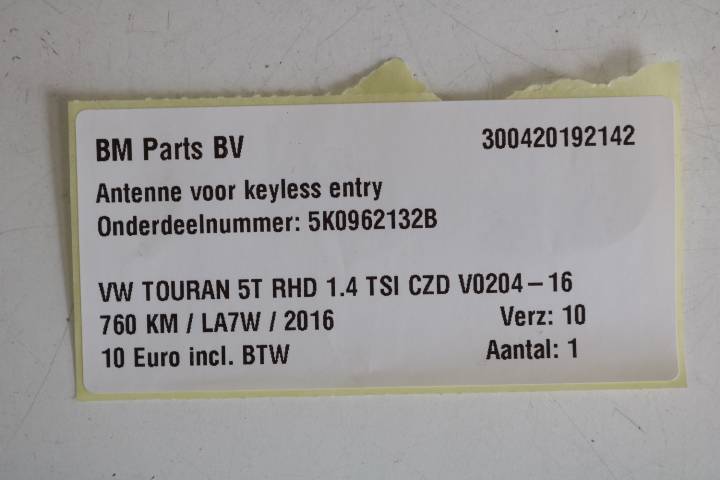 BM Parts BV 300420192142
Antenne voor keyless entry
Onderdeelnummer: 5K0962132B
VW TOURAN 5T RHD 1.4 TSI CZD V0204 – 16
760 KM / LA7W / 2016 Verz: 10
10 Euro incl. BTW Aantal: 1